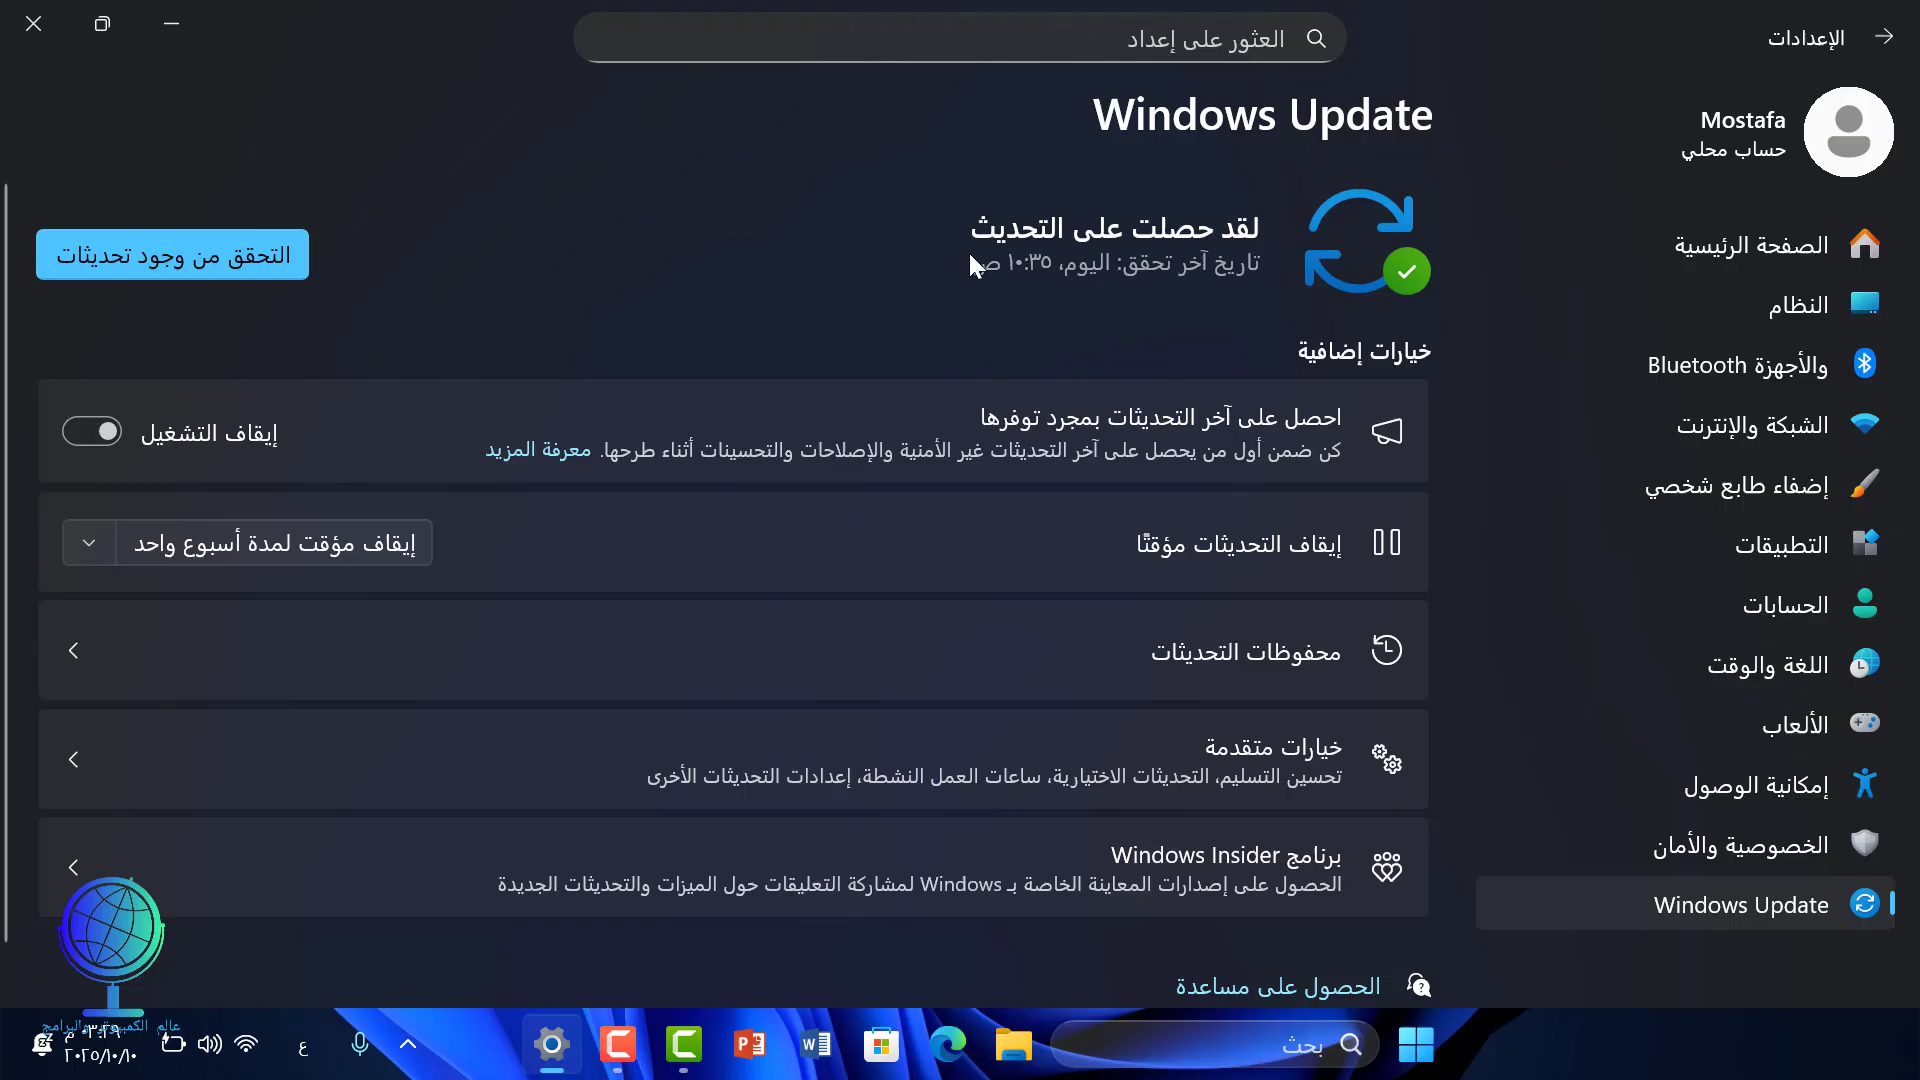 الإعدادات
العثور على إعداد
Mostafa
حساب محلي
الصفحة الرئيسية
النظام
والأجهزة Bluetooth
الشبكة والإنترنت
إضفاء طابع شخصي
التطبيقات
الحسابات
اللغة والوقت
الألعاب
إمكانية الوصول
الخصوصية والأمان
Windows Update
Windows Update
لقد حصلت على التحديث
تاريخ آخر تحقق: اليوم، ١٠:٣٥ ص
التحقق من وجود تحديثات
خيارات إضافية
احصل على آخر التحديثات بمجرد توفرها
كن ضمن أول من يحصل على آخر التحديثات غير الأمنية والإصلاحات والتحسينات أثناء طرحها. معرفة المزيد
إيقاف التشغيل
إيقاف التحديثات مؤقتًا
إيقاف مؤقت لمدة أسبوع واحد
محفوظات التحديثات
خيارات متقدمة
تحسين التسليم، التحديثات الاختيارية، ساعات العمل النشطة، إعدادات التحديثات الأخرى
برنامج Windows Insider
الحصول على إصدارات المعاينة الخاصة بـ Windows لمشاركة التعليقات حول الميزات والتحديثات الجديدة
الحصول على مساعدة
بحث
ع
عالم الكمبيوتر والبرامج
٢٠٢٥/١٠/١٠